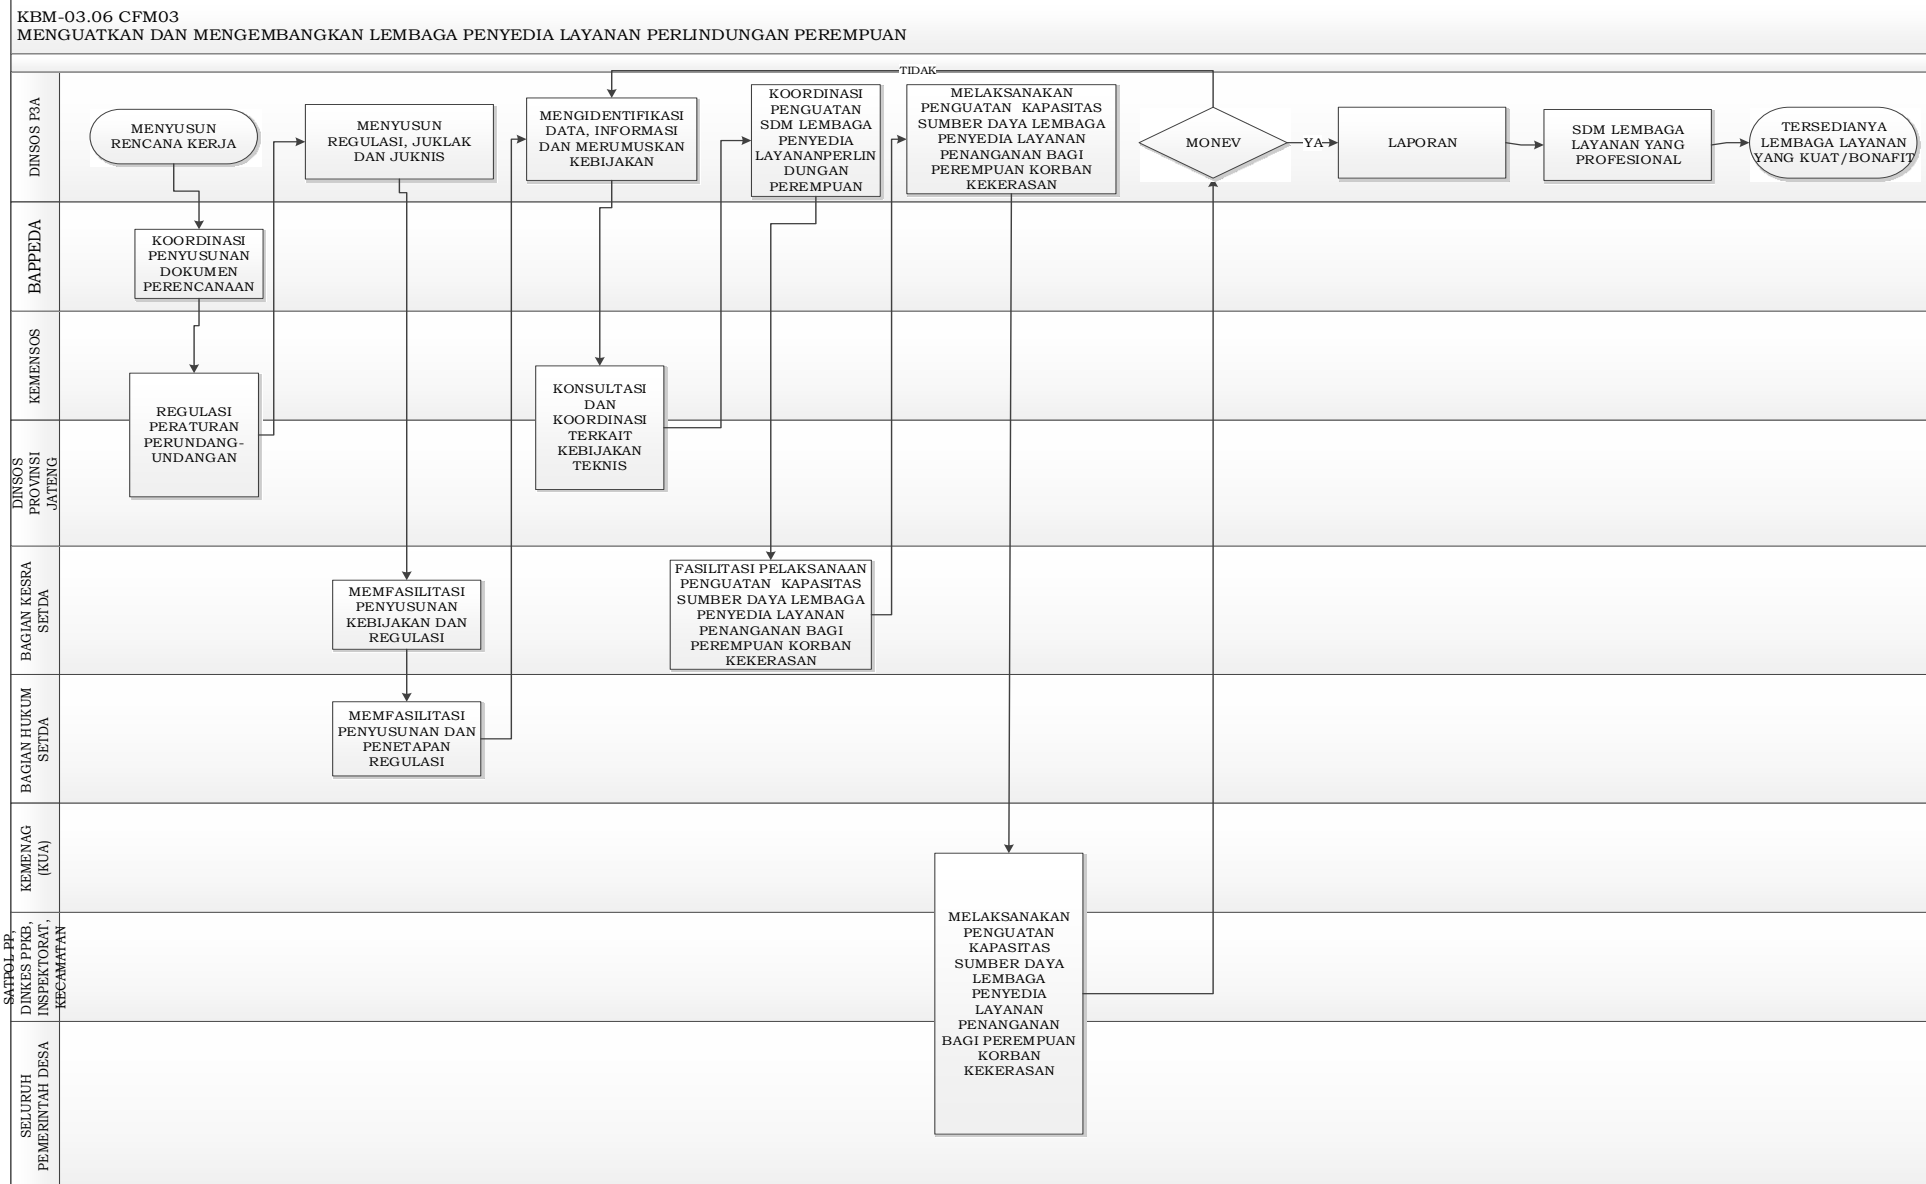 KBM-03.06 CFM03
MENGUATKAN DAN MENGEMBANGKAN LEMBAGA PENYEDIA LAYANAN PERLINDUNGAN PEREMPUAN
DINSOS P3A
MENYUSUN
RENCANA KERJA
MENYUSUN
REGULASI, JUKLAK
DAN JUKNIS
MENGIDENTIFIKASI
DATA, INFORMASI
DAN MERUMUSKAN
KEBIJAKAN
KOORDINASI
PENGUATAN
SDM LEMBAGA
PENYEDIA
LAYANANPERLIN
DUNGAN
PEREMPUAN
MELAKSANAKAN
PENGUATAN KAPASITAS
SUMBER DAYA LEMBAGA
PENYEDIA LAYANAN
PENANGANAN BAGI
PEREMPUAN KORBAN
KEKERASAN
TIDAK
MONEV
YA
LAPORAN
SDM LEMBAGA
LAYANAN YANG
PROFESIONAL
TERSEDIANYA
LEMBAGA LAYANAN
YANG KUAT/BONAFIT
BAPPEDA
KOORDINASI
PENYUSUNAN
DOKUMEN
PERENCANAAN
KEMENSOS
REGULASI
PERATURAN
PERUNDANG-
UNDANGAN
KONSULTASI
DAN
KOORDINASI
TERKAIT
KEBIJAKAN
TEKNIS
DINSOS
PROVINSI
JATENG
BAGIAN KESRA
SETDA
MEMFASILITASI
PENYUSUNAN
KEBIJAKAN DAN
REGULASI
FASILITASI PELAKSANAAN
PENGUATAN KAPASITAS
SUMBER DAYA LEMBAGA
PENYEDIA LAYANAN
PENANGANAN BAGI
PEREMPUAN KORBAN
KEKERASAN
BAGIAN HUKUM
SETDA
MEMFASILITASI
PENYUSUNAN DAN
PENETAPAN
REGULASI
KEMENAG
(KUA)
MELAKSANAKAN
PENGUATAN
KAPASITAS
SUMBER DAYA
LEMBAGA
PENYEDIA
LAYANAN
PENANGANAN
BAGI PEREMPUAN
KORBAN
KEKERASAN
SATPOL PP,
DINKES PPKB,
INSPEKTORAT,
KECAMATAN
SELURUH
PEMERINTAH DESA